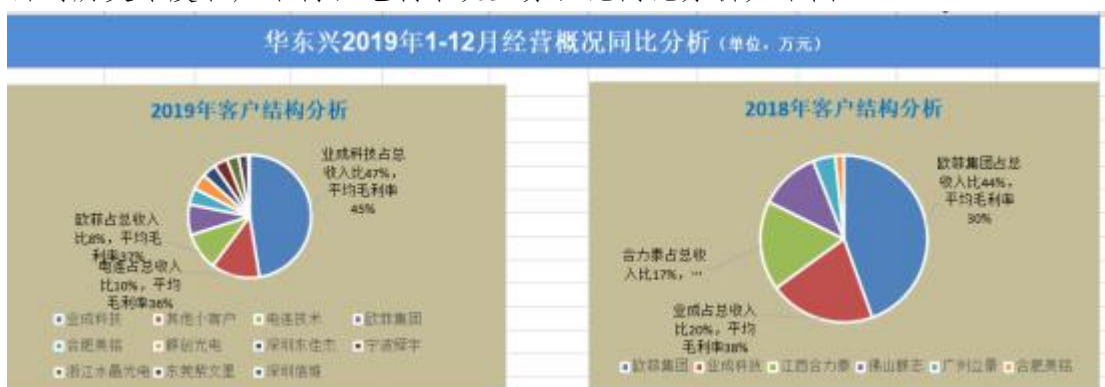 华东兴2019年1-12月经营概况同比分析（单位，万元）
2019年客户结构分析
业成科技占总
收入比47%，
平均毛利率
45%
欧菲占总收入
比8%，平均毛
利率37%
电连占总收入
比10%，平均
毛利率36%
业成科技 其他小客户 电连技术 欧菲集团
合肥美铭 群创光电 深圳东佳杰 宁波舜宇
浙江水晶光电 东莞紫文星 深圳信维
2018年客户结构分析
欧菲集团占总
收入比44%，
平均毛利率
30%
合力泰占总收
入比17%，…
业成占总收入
比20%，平均
毛利率38%
欧菲集团 业成科技 江西合力泰 佛山群志 广州立景 合肥美铭